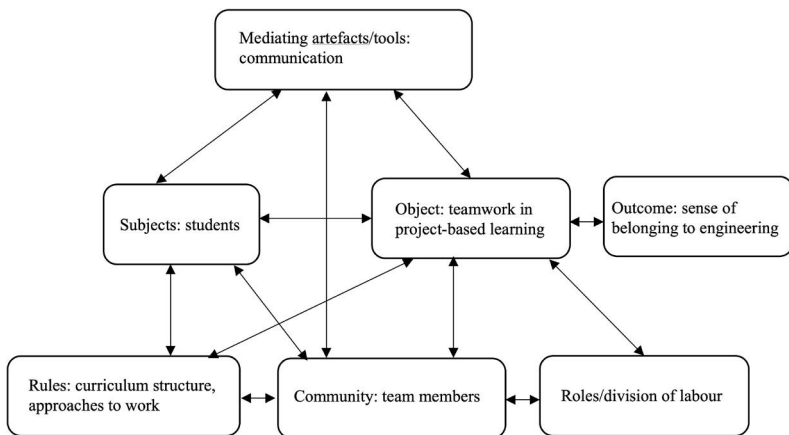 Mediating artefacts/tools:
communication
Subjects: students
Object: teamwork in
project-based learning
Outcome: sense of
belonging to engineering
Rules: curriculum structure,
approaches to work
Community: team members
Roles/division of labour